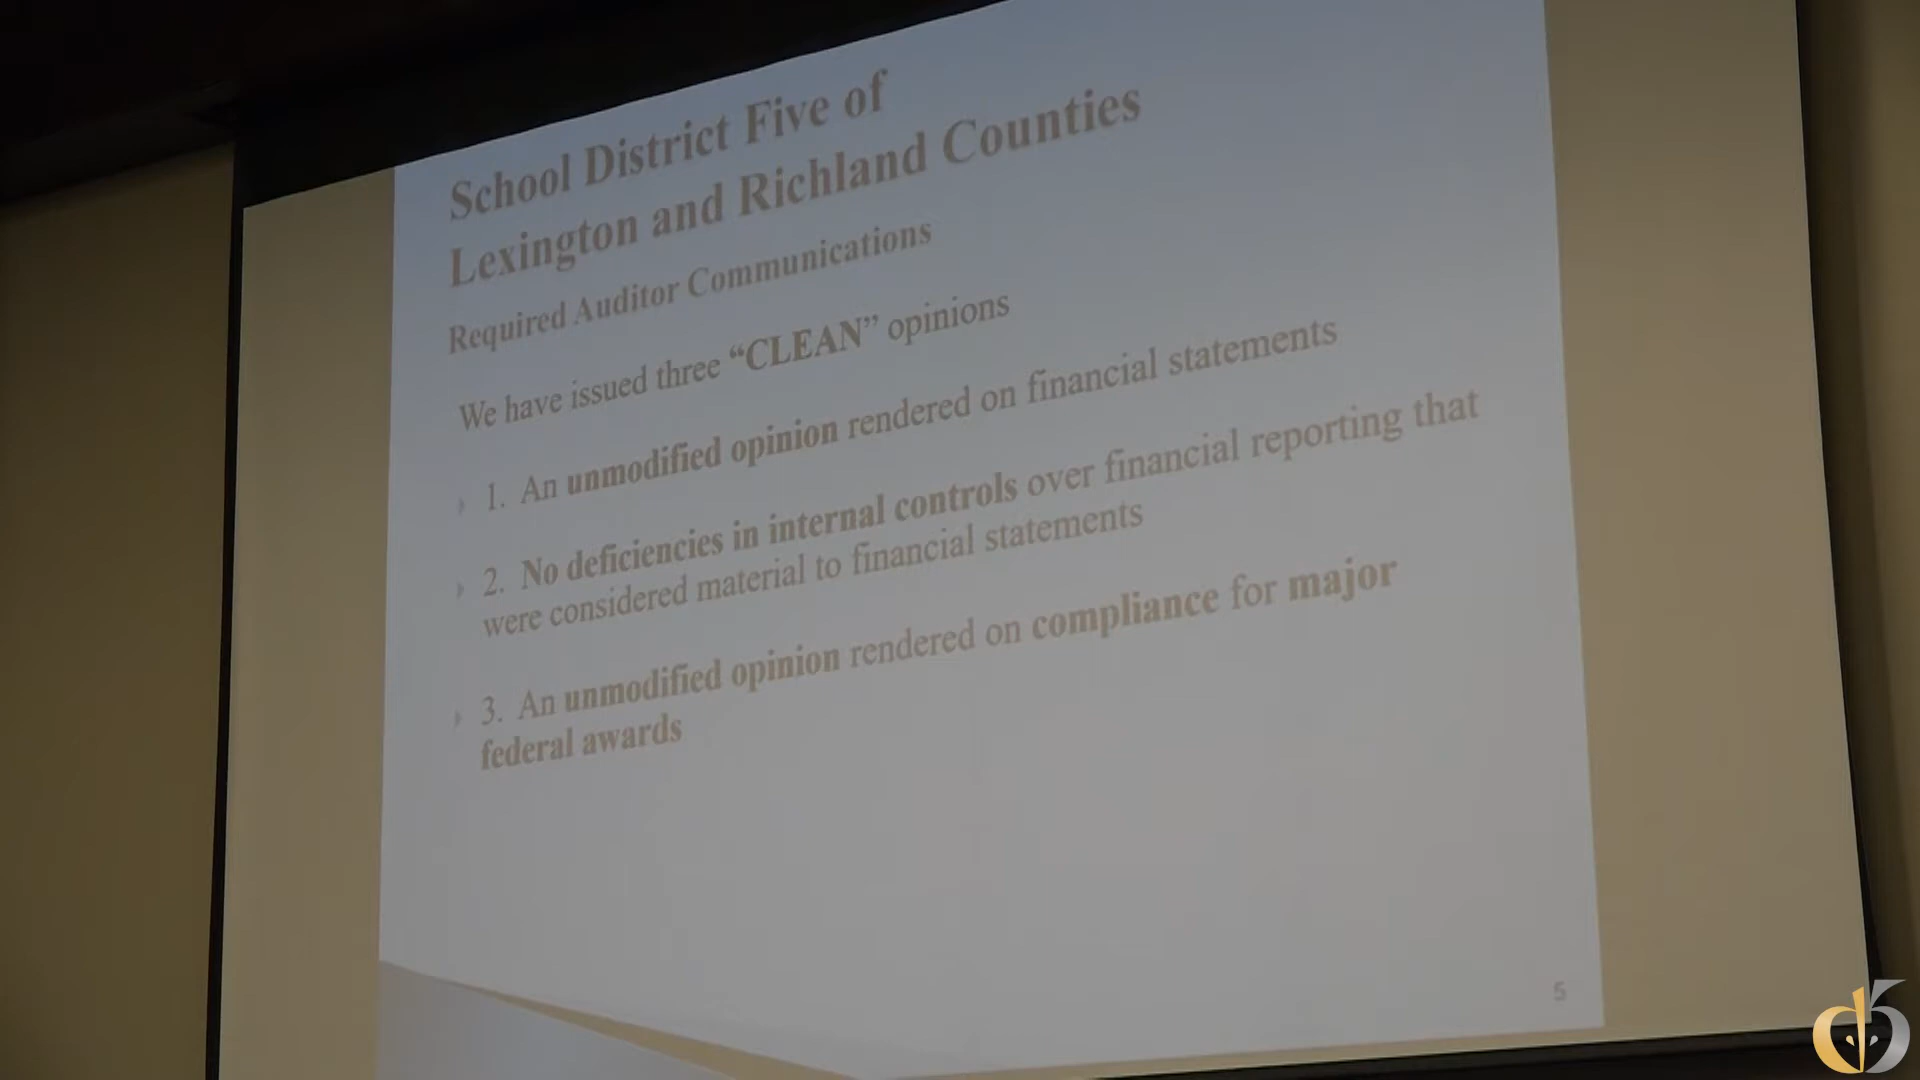 School District Five of
Lexington and Richland Counties
Required Auditor Communications
We have issued three “CLEAN” opinions
1. An unmodified opinion rendered on financial statements
2. No deficiencies in internal controls over financial reporting that
were considered material to financial statements
3. An unmodified opinion rendered on compliance for major
federal awards
5